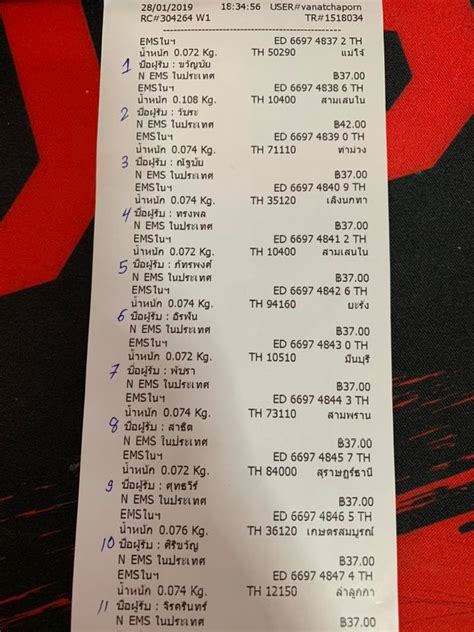 28/01/2019 18:34:56 USER#vanatchaporn
RC#304264 W1 TR#1518034
EMSในฯ ED 6697 4837 2 TH
น้ำหนัก 0.072 Kg. TH 50290 แม่โจ้
1 ชื่อผู้รับ : ขวัญชัย
N EMS ในประเทศ ฿37.00
EMSในฯ ED 6697 4838 6 TH
น้ำหนัก 0.108 Kg. TH 10400 สามเสนใน
2 ชื่อผู้รับ : วัชระ
N EMS ในประเทศ ฿42.00
EMSในฯ ED 6697 4839 0 TH
น้ำหนัก 0.074 Kg. TH 71110 ท่าม่วง
3 ชื่อผู้รับ : ณัฐชัย
N EMS ในประเทศ ฿37.00
EMSในฯ ED 6697 4840 9 TH
น้ำหนัก 0.074 Kg. TH 35120 เลิงนกทา
4 ชื่อผู้รับ : ทรงพล
N EMS ในประเทศ ฿37.00
EMSในฯ ED 6697 4841 2 TH
น้ำหนัก 0.072 Kg. TH 10400 สามเสนใน
5 ชื่อผู้รับ : ภัทรพงศ์
N EMS ในประเทศ ฿37.00
EMSในฯ ED 6697 4842 6 TH
น้ำหนัก 0.074 Kg. TH 94160 ยะรัง
6 ชื่อผู้รับ : อิรฟัน
N EMS ในประเทศ ฿37.00
EMSในฯ ED 6697 4843 0 TH
น้ำหนัก 0.072 Kg. TH 10510 มีนบุรี
7 ชื่อผู้รับ : พัชรา
N EMS ในประเทศ ฿37.00
EMSในฯ ED 6697 4844 3 TH
น้ำหนัก 0.074 Kg. TH 73110 สามพราน
8 ชื่อผู้รับ : สาธิต
N EMS ในประเทศ ฿37.00
EMSในฯ ED 6697 4845 7 TH
น้ำหนัก 0.072 Kg. TH 84000 สุราษฎร์ธานี
9 ชื่อผู้รับ : ศุทธวีร์
N EMS ในประเทศ ฿37.00
EMSในฯ ED 6697 4846 5 TH
น้ำหนัก 0.076 Kg. TH 36120 เกษตรสมบูรณ์
10 ชื่อผู้รับ : ศิริขวัญ
N EMS ในประเทศ ฿37.00
EMSในฯ ED 6697 4847 4 TH
น้ำหนัก 0.074 Kg. TH 12150 ลำลูกกา
11 ชื่อผู้รับ : จิรครินทร์
N EMS ในประเทศ ฿37.00